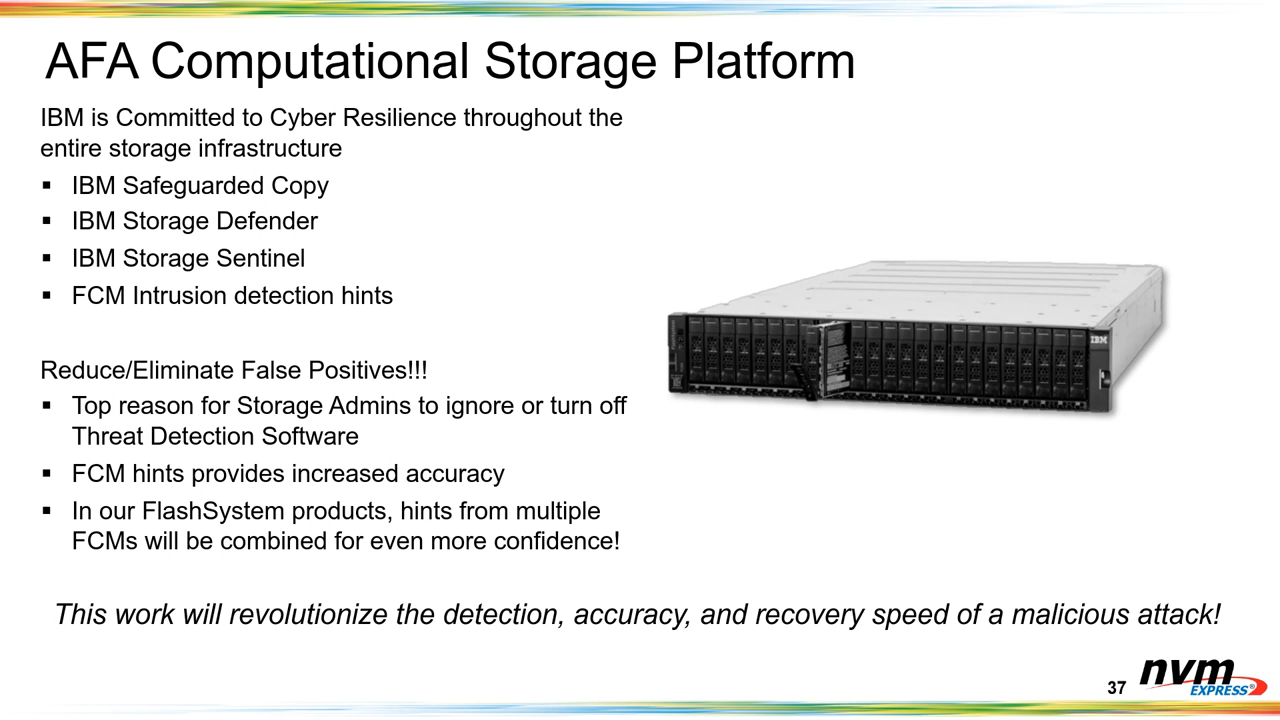 AFA Computational Storage Platform
IBM is Committed to Cyber Resilience throughout the
entire storage infrastructure
▪ IBM Safeguarded Copy
▪ IBM Storage Defender
▪ IBM Storage Sentinel
▪ FCM Intrusion detection hints
Reduce/Eliminate False Positives!!!
▪ Top reason for Storage Admins to ignore or turn off
Threat Detection Software
▪ FCM hints provides increased accuracy
▪ In our FlashSystem products, hints from multiple
FCMs will be combined for even more confidence!
IBM
This work will revolutionize the detection, accuracy, and recovery speed of a malicious attack!
37
nvm
EXPRESS®